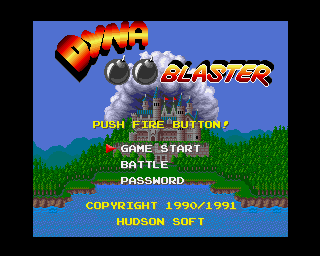 DYNA
BLASTER
PUSH FIRE BUTTON!
GAME START
BATTLE
PASSWORD
COPYRIGHT 1990/1991
HUDSON SOFT